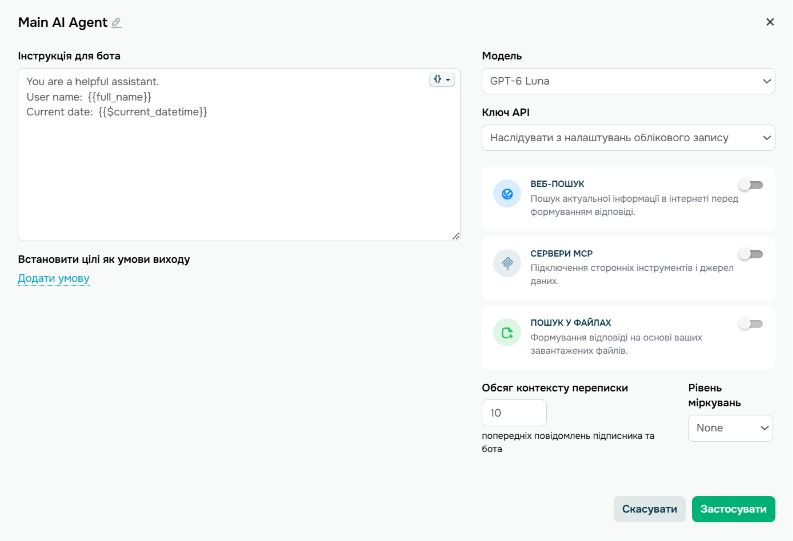 Main AI Agent
Інструкція для бота
You are a helpful assistant.
User name: {{full_name}}
Current date: {{$current_datetime}}
{}
Встановити цілі як умови виходу
Додати умову
Модель
GPT-6 Luna
Ключ API
Наслідувати з налаштувань облікового запису
ВЕБ-ПОШУК
Пошук актуальної інформації в інтернеті перед
формуванням відповіді.
СЕРВЕРИ MCP
Підключення сторонніх інструментів і джерел
даних.
ПОШУК У ФАЙЛАХ
Формування відповіді на основі ваших
завантажених файлів.
Обсяг контексту переписки
10
попередніх повідомлень підписника та
бота
Рівень
міркувань
None
Скасувати
Застосувати